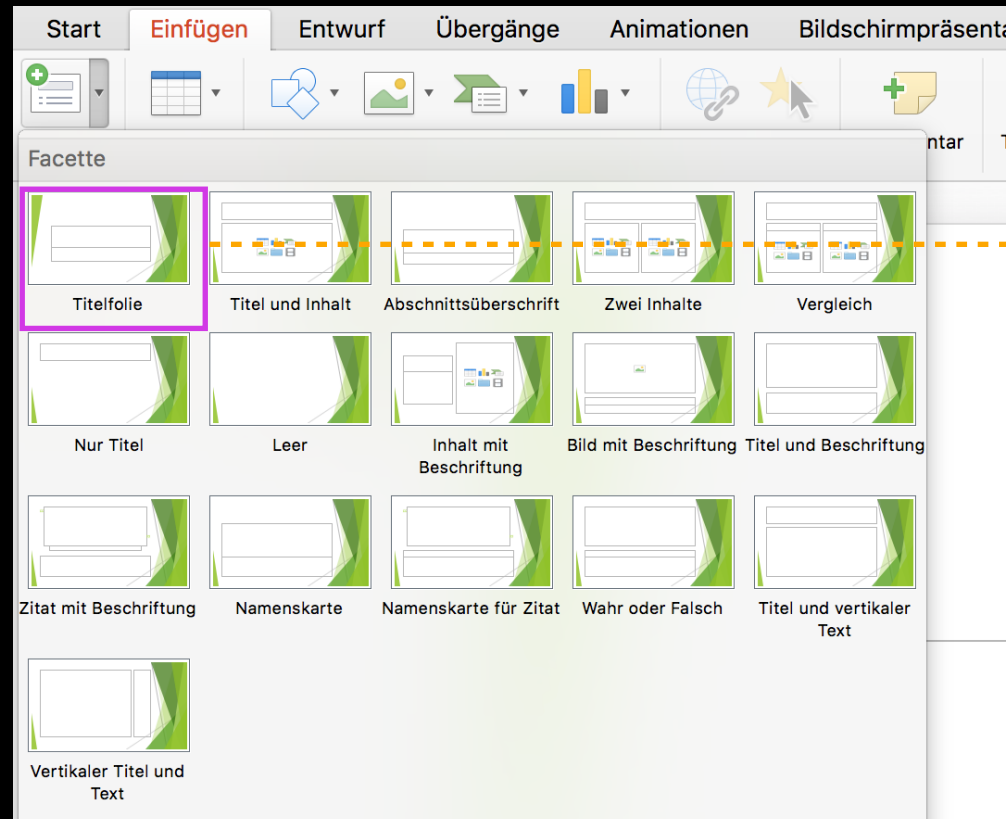 Start Einfügen Entwurf Übergänge Animationen Bildschirmpräsenta
ntar
Facette
Titelfolie Titel und Inhalt Abschnittsüberschrift Zwei Inhalte Vergleich
Nur Titel Leer Inhalt mit Bild mit Beschriftung Titel und Beschriftung
Beschriftung
Zitat mit Beschriftung Namenskarte Namenskarte für Zitat Wahr oder Falsch Titel und vertikaler
Text
Vertikaler Titel und
Text